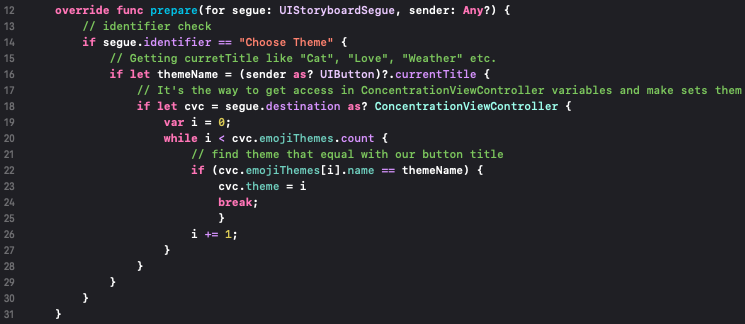 12 override func prepare(for segue: UIStoryboardSegue, sender: Any?) {
13 // identifier check
14 if segue.identifier == "Choose Theme" {
15 // Getting curretTitle like "Cat", "Love", "Weather" etc.
16 if let themeName = (sender as? UIButton)?.currentTitle {
17 // It's the way to get access in ConcentrationViewController variables and make sets them
18 if let cvc = segue.destination as? ConcentrationViewController {
19 var i = 0;
20 while i < cvc.emojiThemes.count {
21 // find theme that equal with our button title
22 if (cvc.emojiThemes[i].name == themeName) {
23 cvc.theme = i
24 break;
25 }
26 i += 1;
27 }
28 }
29 }
30 }
31 }